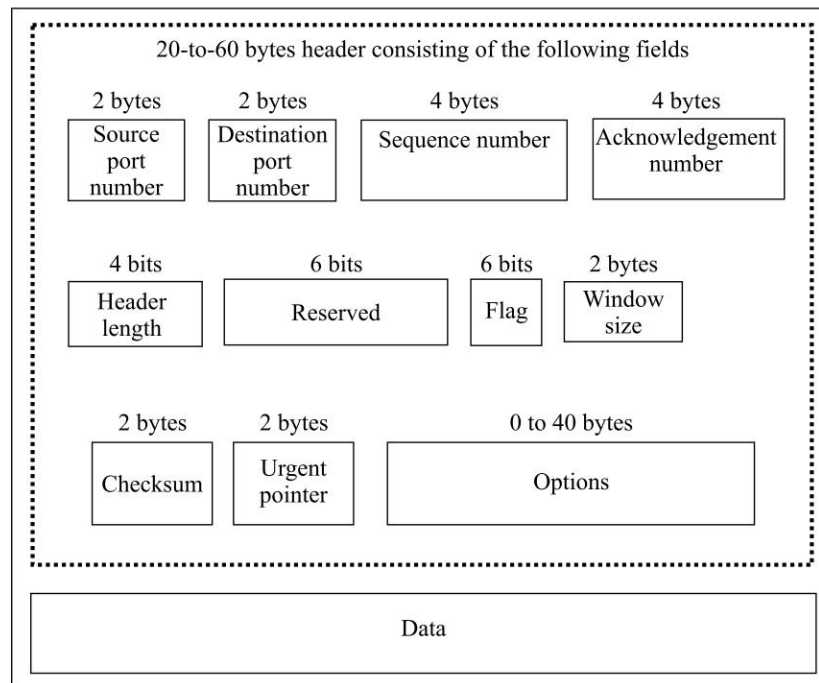 20-to-60 bytes header consisting of the following fields
2 bytes 2 bytes 4 bytes 4 bytes
Source port number
Destination port number
Sequence number
Acknowledgement number
4 bits 6 bits 6 bits 2 bytes
Header length
Reserved
Flag
Window size
2 bytes 2 bytes 0 to 40 bytes
Checksum
Urgent pointer
Options
Data